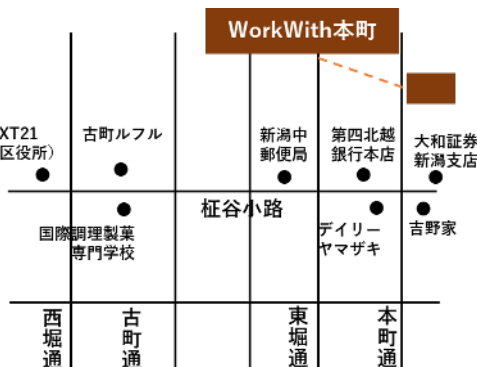 WorkWith本町
XT21
区役所）
古町ルフル
新潟中
郵便局
第四北越
銀行本店
大和証券
新潟支店
柾谷小路
国際調理製菓
専門学校
デイリー
ヤマザキ
吉野家
西堀通
古町通
東堀通
本町通